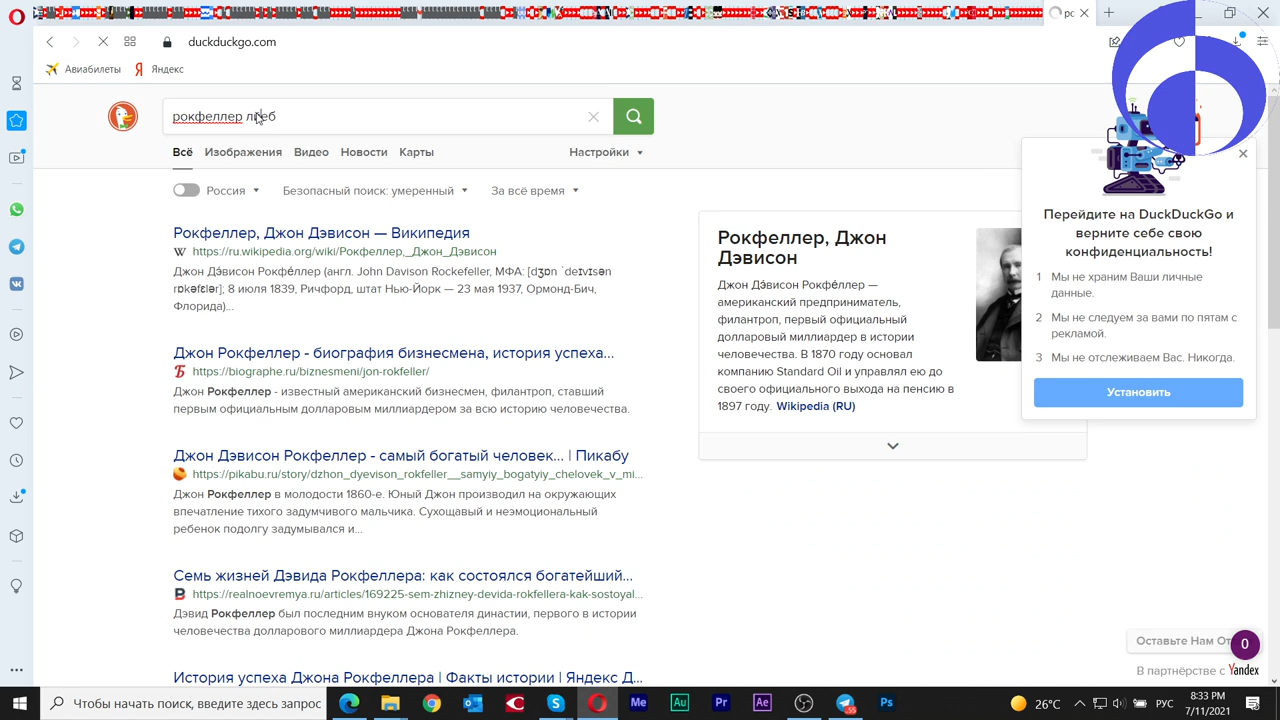 рс
duckduckgo.com
Авиабилеты
Яндекс
рокфеллер
Всё Изображения Видео Новости Карты Настройки
Россия Безопасный поиск: умеренный За всё время
Рокфеллер, Джон Дэвисон — Википедия
https://ru.wikipedia.org/wiki/Рокфеллер,_Джон_Дэвисон
Джон Дэ́висон Рокфе́ллер (англ. John Davison Rockefeller, МФА: [dʒɒn ˈdeɪvɪsən
rɒkəfɛlər]; 8 июля 1839, Ричфорд, штат Нью-Йорк — 23 мая 1937, Ормонд-Бич,
Флорида)...
Джон Рокфеллер - биография бизнесмена, история успеха...
https://biographe.ru/biznesmeni/jon-rokfeller/
Джон Рокфеллер - известный американский бизнесмен, филантроп, ставший
первым официальным долларовым миллиардером за всю историю человечества.
Джон Дэвисон Рокфеллер - самый богатый человек... | Пикабу
https://pikabu.ru/story/dzhon_dyevison_rokfeller__samyiy_bogatyiy_chelovek_v_mi...
Джон Рокфеллер в молодости 1860-е. Юный Джон производил на окружающих
впечатление тихого задумчивого мальчика. Сухощавый и неэмоциональный
ребенок подолгу задумывался и...
Семь жизней Дэвида Рокфеллера: как состоялся богатейший...
https://realnoevremya.ru/articles/169225-sem-zhizney-devida-rokfellera-kak-sostoyal...
Дэвид Рокфеллер был последним внуком основателя династии, первого в истории
человечества долларового миллиардера Джона Рокфеллера.
История успеха Джона Рокфеллера | Факты истории | Яндекс Д...
Рокфеллер, Джон
Дэвисон
Джон Дэ́висон Рокфе́ллер —
американский предприниматель,
филантроп, первый официальный
долларовый миллиардер в истории
человечества. В 1870 году основал
компанию Standard Oil и управлял ею до
своего официального выхода на пенсию в
1897 году. Wikipedia (RU)
Перейдите на DuckDuckGo и
верните себе свою
конфиденциальность!
1 Мы не храним Ваши личные
данные.
2 Мы не следуем за вами по пятам с
рекламой.
3 Мы не отслеживаем Вас. Никогда.
Установить
Оставьте Нам От
0
В партнёрстве с Yandex
Чтобы начать поиск, введите здесь запрос
Me Au Pr Ae 55 Ps
26°C
РУС
8:33 PM
7/11/2021